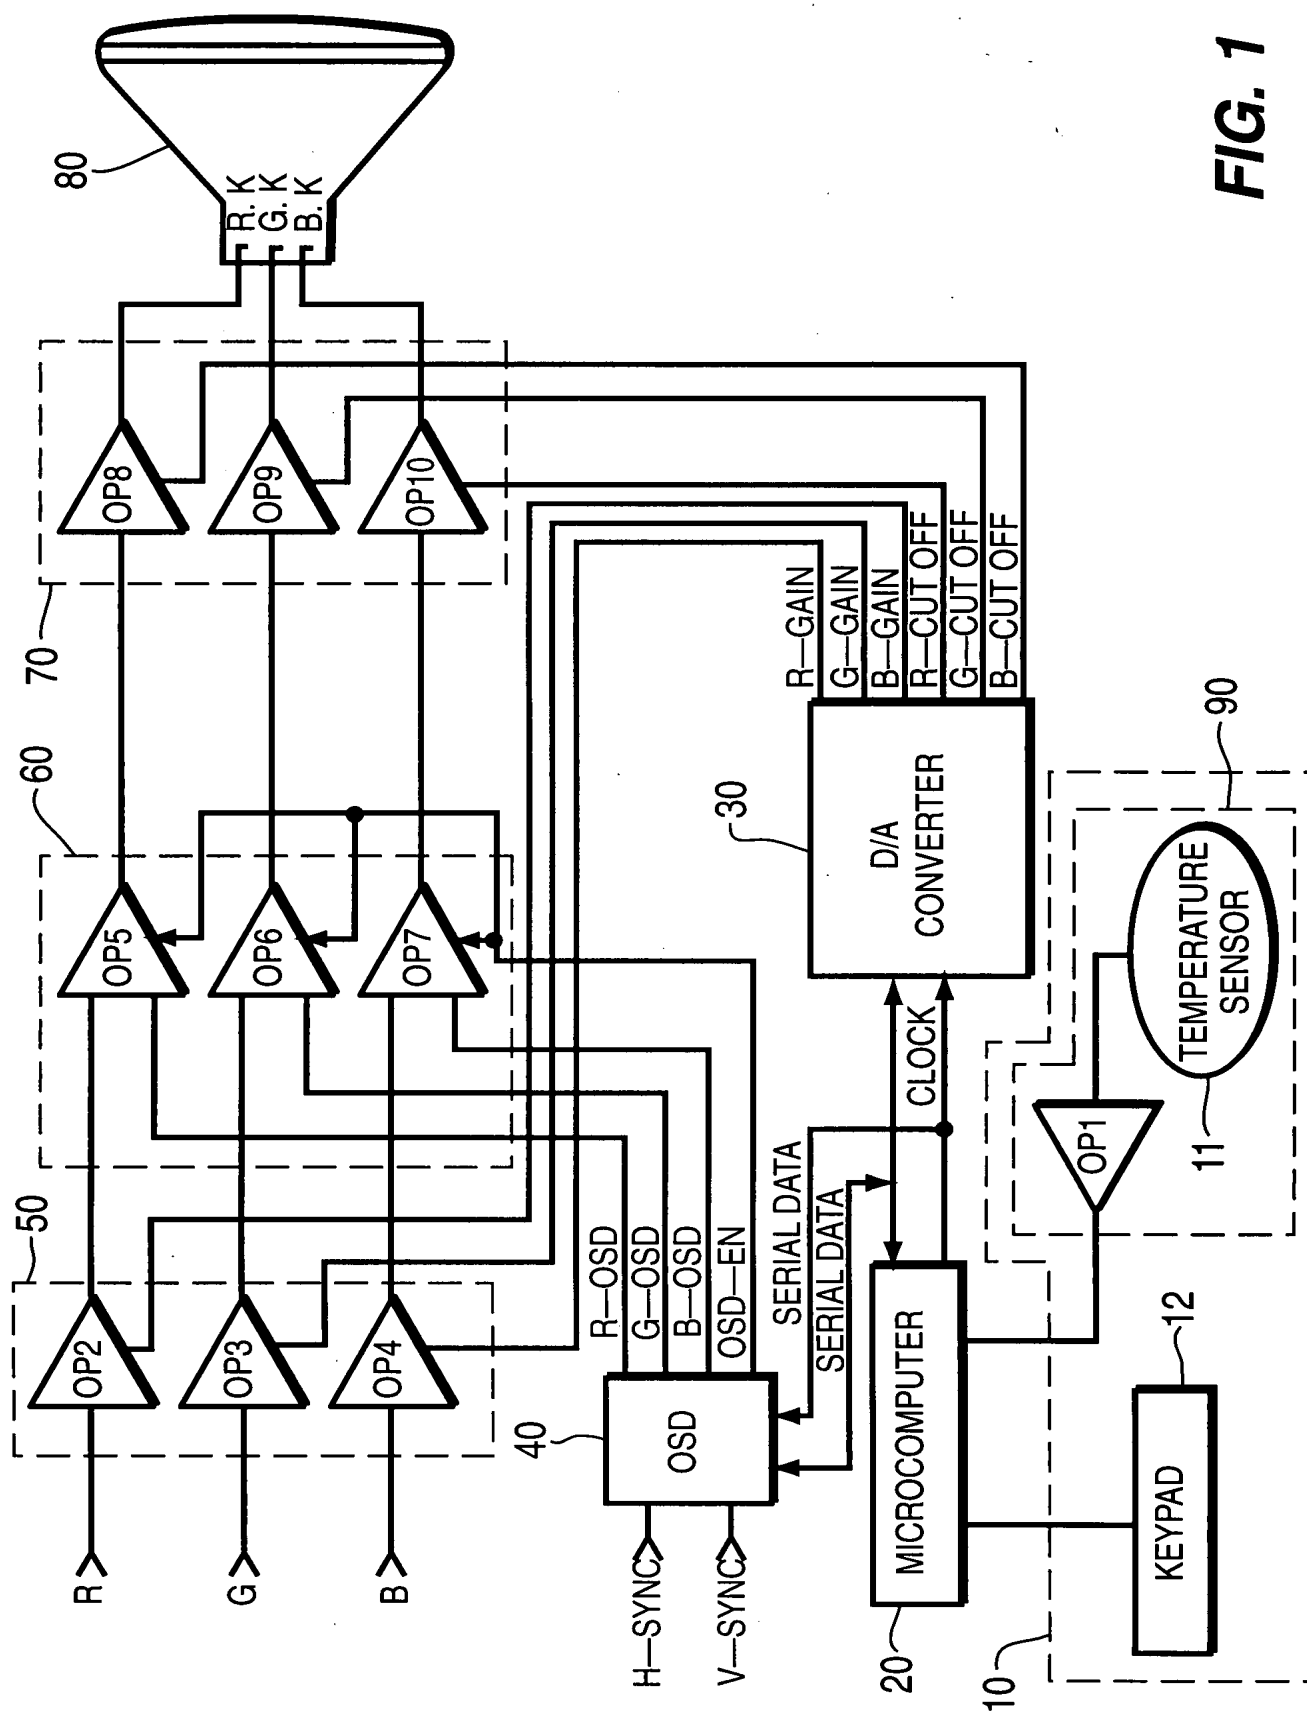 80
R. K
G. K
B. K
70
OP8
OP9
OP10
60
OP5
OP6
OP7
50
OP2
OP3
OP4
R
G
B
R—GAIN
G—GAIN
B—GAIN
R—CUT OFF
G—CUT OFF
B—CUT OFF
30
D/A
CONVERTER
R—OSD
G—OSD
B—OSD
OSD—EN
40
OSD
H—SYNC
V—SYNC
SERIAL DATA
SERIAL DATA
CLOCK
20
MICROCOMPUTER
90
TEMPERATURE
SENSOR
11
OP1
10
KEYPAD
12
FIG. 1